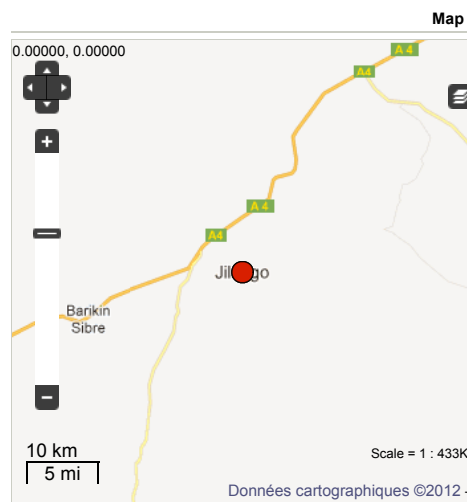 Map
0.00000, 0.00000
A 4
A4
A 4
A4
Barikin
Sibre
10 km
5 mi
Scale = 1 : 433K
Données cartographiques ©2012 -